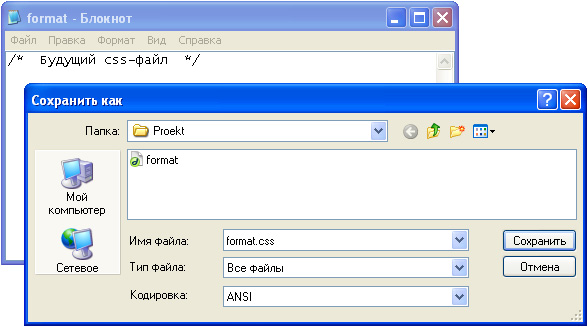 format - Блокнот
Файл Правка Формат Вид Справка
/* Будущий css-файл */
Сохранить как
Папка: Proekt
format
Мой компьютер
Сетевое
Имя файла: format.css Сохранить
Тип файла: Все файлы Отмена
Кодировка: ANSI